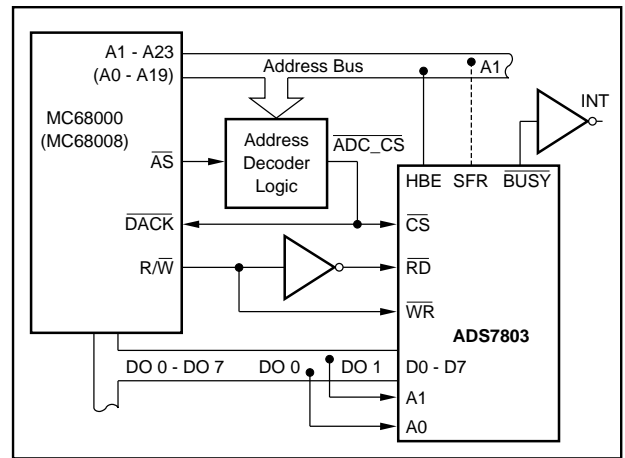 A1 - A23
(A0 - A19)
Address Bus
A1
MC68000
(MC68008)
INT
AS
Address
Decoder
Logic
ADC_CS
HBE
SFR
BUSY
DACK
CS
R/W
RD
WR
ADS7803
DO 0 - DO 7
DO 0
DO 1
D0 - D7
A1
A0